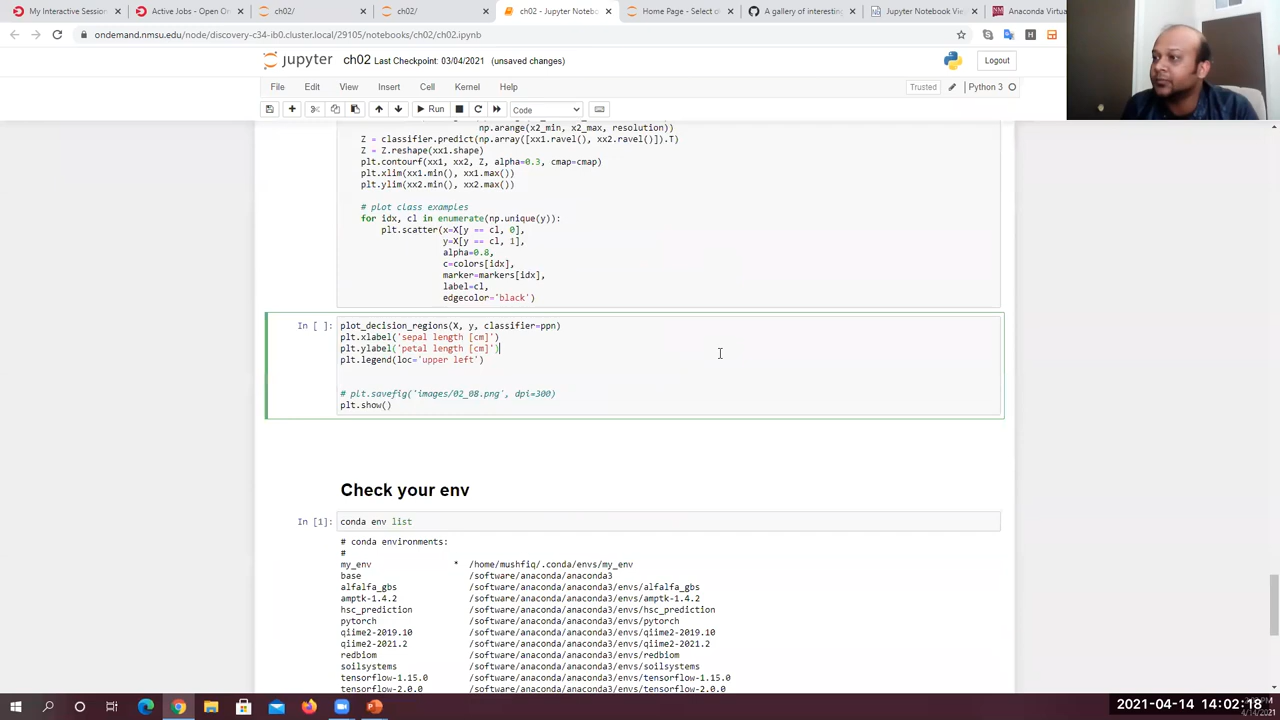 My Interactive Session
Active Jobs - Open On
ch02/
ch02/
ch02 - Jupyter Notebo
Home Page - Select o
A gallery of interesting
Jupyter Notebook View
Anaconda Virtua
ondemand.nmsu.edu/node/discovery-c34-ib0.cluster.local/29105/notebooks/ch02/ch02.ipynb
jupyter ch02 Last Checkpoint: 03/04/2021 (unsaved changes)
Logout
File Edit View Insert Cell Kernel Help
Trusted
Python 3
Run
Code
np.arange(x2_min, x2_max, resolution))
Z = classifier.predict(np.array([xx1.ravel(), xx2.ravel()]).T)
Z = Z.reshape(xx1.shape)
plt.contourf(xx1, xx2, Z, alpha=0.3, cmap=cmap)
plt.xlim(xx1.min(), xx1.max())
plt.ylim(xx2.min(), xx2.max())
# plot class examples
for idx, cl in enumerate(np.unique(y)):
plt.scatter(x=X[y == cl, 0],
y=X[y == cl, 1],
alpha=0.8,
c=colors[idx],
marker=markers[idx],
label=cl,
edgecolor='black')
In [ ]:
plot_decision_regions(X, y, classifier=ppn)
plt.xlabel('sepal length [cm]')
plt.ylabel('petal length [cm]')
plt.legend(loc='upper left')
# plt.savefig('images/02_08.png', dpi=300)
plt.show()
Check your env
In [1]:
conda env list
# conda environments:
#
my_env * /home/mushfiq/.conda/envs/my_env
base /software/anaconda/anaconda3
alfalfa_gbs /software/anaconda/anaconda3/envs/alfalfa_gbs
amptk-1.4.2 /software/anaconda/anaconda3/envs/amptk-1.4.2
hsc_prediction /software/anaconda/anaconda3/envs/hsc_prediction
pytorch /software/anaconda/anaconda3/envs/pytorch
qiime2-2019.10 /software/anaconda/anaconda3/envs/qiime2-2019.10
qiime2-2021.2 /software/anaconda/anaconda3/envs/qiime2-2021.2
redbiom /software/anaconda/anaconda3/envs/redbiom
soilsystems /software/anaconda/anaconda3/envs/soilsystems
tensorflow-1.15.0 /software/anaconda/anaconda3/envs/tensorflow-1.15.0
tensorflow-2.0.0 /software/anaconda/anaconda3/envs/tensorflow-2.0.0
2021-04-14 14:02:18
4/14/2021